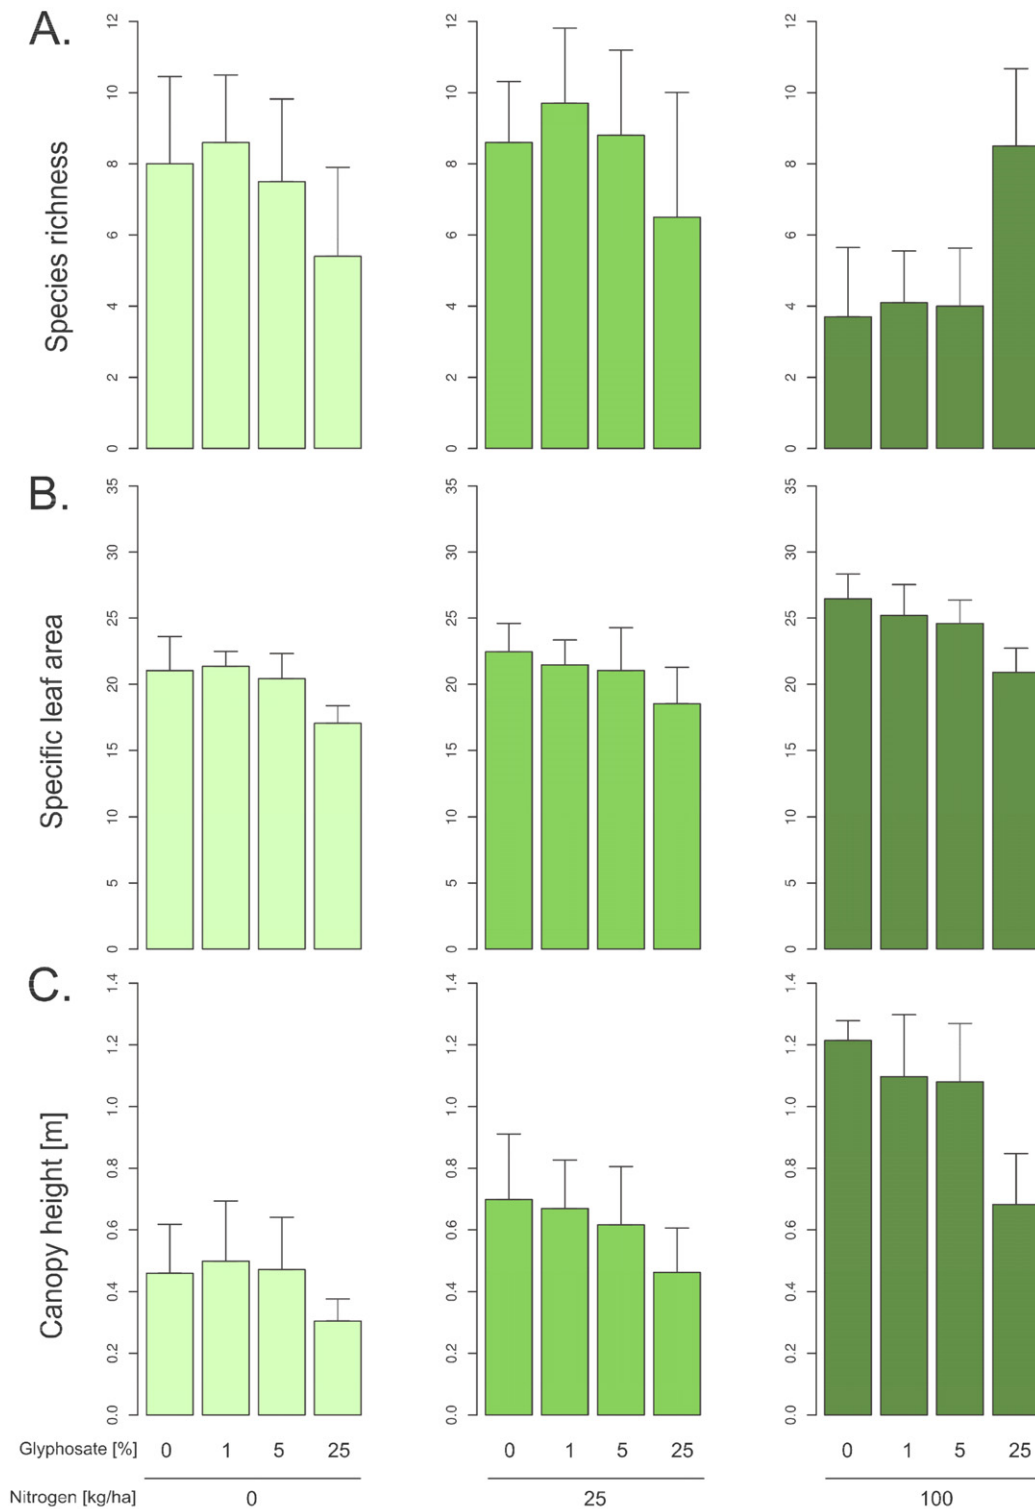 A.
Species richness
0 2 4 6 8 10 12
0 2 4 6 8 10 12
0 2 4 6 8 10 12
B.
Specific leaf area
0 5 10 15 20 25 30 35
0 5 10 15 20 25 30 35
0 5 10 15 20 25 30 35
C.
Canopy height [m]
0.0 0.2 0.4 0.6 0.8 1.0 1.2 1.4
0.0 0.2 0.4 0.6 0.8 1.0 1.2 1.4
0.0 0.2 0.4 0.6 0.8 1.0 1.2 1.4
Glyphosate [%] 0 1 5 25 0 1 5 25 0 1 5 25
Nitrogen [kg/ha] 0 25 100